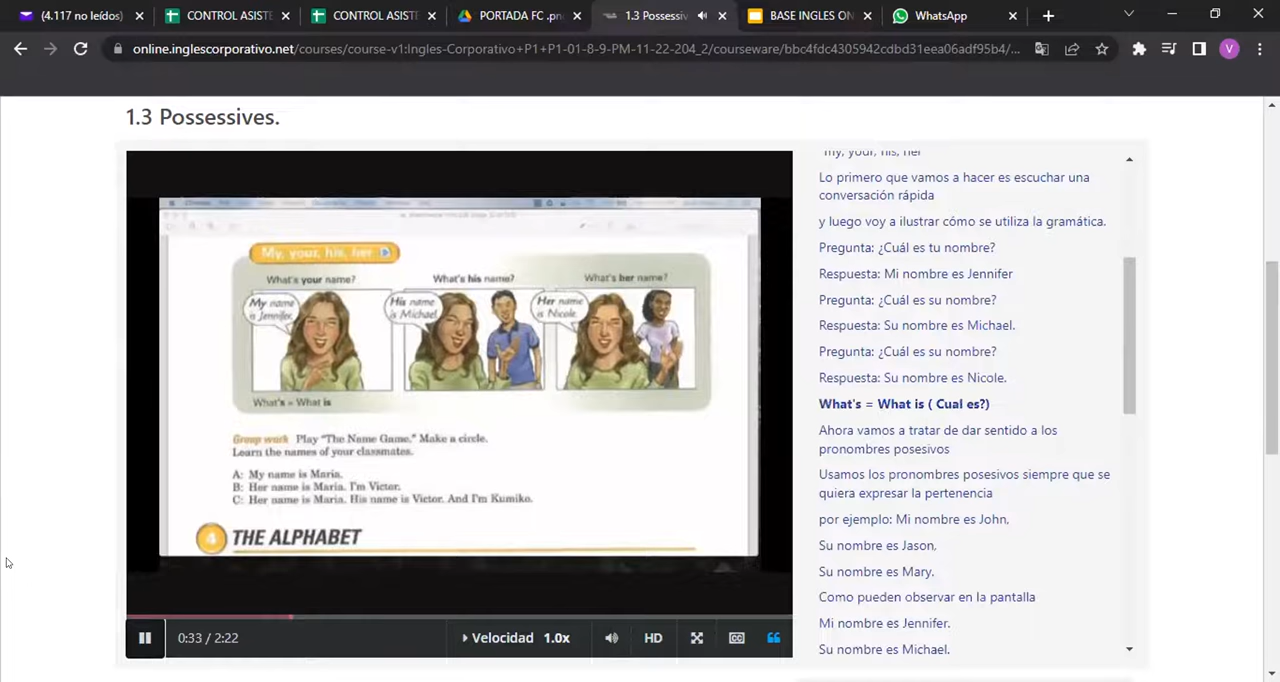 (4.117 no leídos)
CONTROL ASISTE
CONTROL ASISTE
PORTADA FC .pn
1.3 Possessiv
BASE INGLES ON
WhatsApp
online.inglescorporativo.net/courses/course-v1:Ingles-Corporativo+P1+P1-01-8-9-PM-11-22-204_2/courseware/bbc4fdc4305942cdbd31eea06adf95b4/...
V
1.3 Possessives.
My, your, his, her
What's your name?
What's his name?
What's her name?
My name
is Jennifer.
His name
is Michael.
Her name
is Nicole.
What's = What is
Group work Play "The Name Game." Make a circle.
Learn the names of your classmates.
A: My name is Maria.
B: Her name is Maria. I'm Victor.
C: Her name is Maria. His name is Victor. And I'm Kumiko.
4 THE ALPHABET
0:33 / 2:22
Velocidad 1.0x
HD
my, your, his, her
Lo primero que vamos a hacer es escuchar una
conversación rápida
y luego voy a ilustrar cómo se utiliza la gramática.
Pregunta: ¿Cuál es tu nombre?
Respuesta: Mi nombre es Jennifer
Pregunta: ¿Cuál es su nombre?
Respuesta: Su nombre es Michael.
Pregunta: ¿Cuál es su nombre?
Respuesta: Su nombre es Nicole.
What's = What is ( Cual es?)
Ahora vamos a tratar de dar sentido a los
pronombres posesivos
Usamos los pronombres posesivos siempre que se
quiera expresar la pertenencia
por ejemplo: Mi nombre es John,
Su nombre es Jason,
Su nombre es Mary.
Como pueden observar en la pantalla
Mi nombre es Jennifer.
Su nombre es Michael.